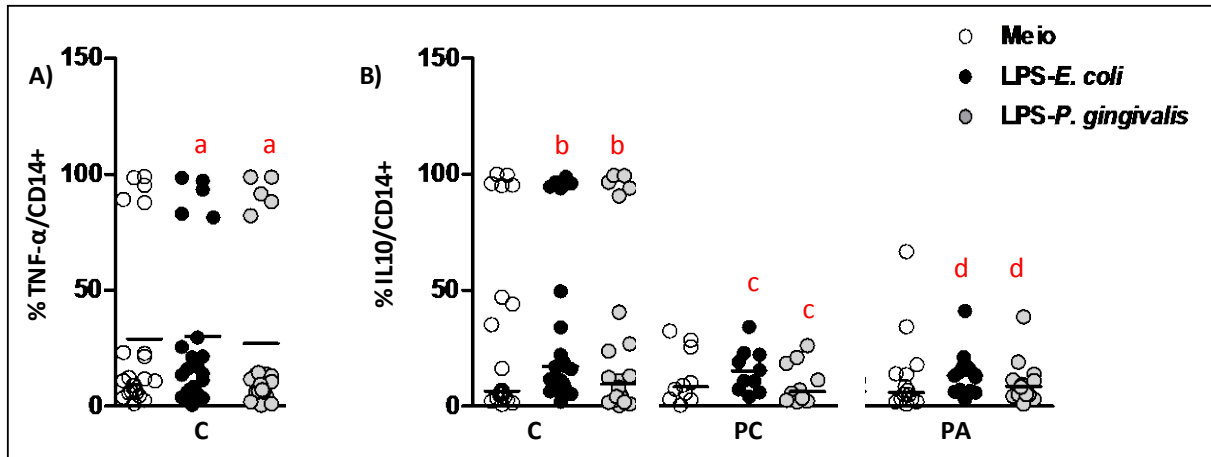 A)
% TNF-α/CD14+
150
100
50
0
a a
C
B)
%IL10/CD14+
150
100
50
0
b b
c
c
d d
C PC PA
Meio
LPS-E. coli
LPS-P. gingivalis